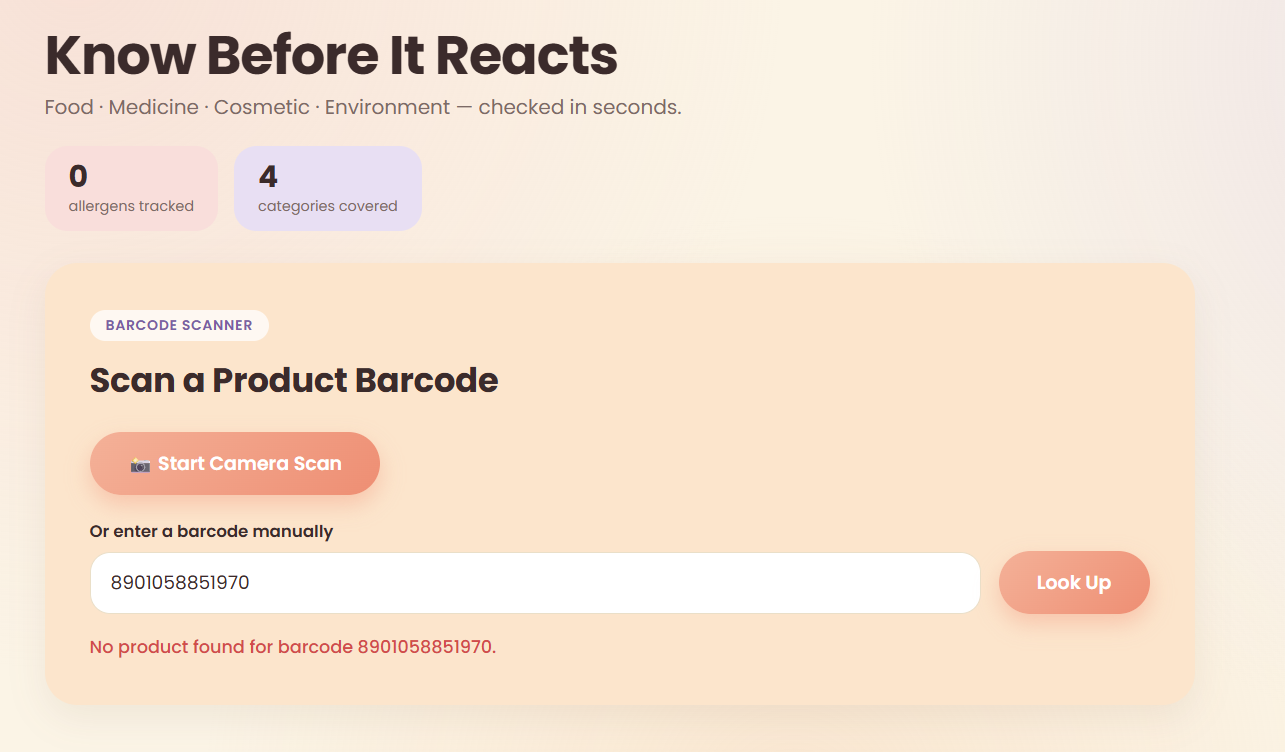 Know Before It Reacts
Food · Medicine · Cosmetic · Environment — checked in seconds.
0
allergens tracked
4
categories covered
BARCODE SCANNER
Scan a Product Barcode
📷 Start Camera Scan
Or enter a barcode manually
8901058851970
Look Up
No product found for barcode 8901058851970.